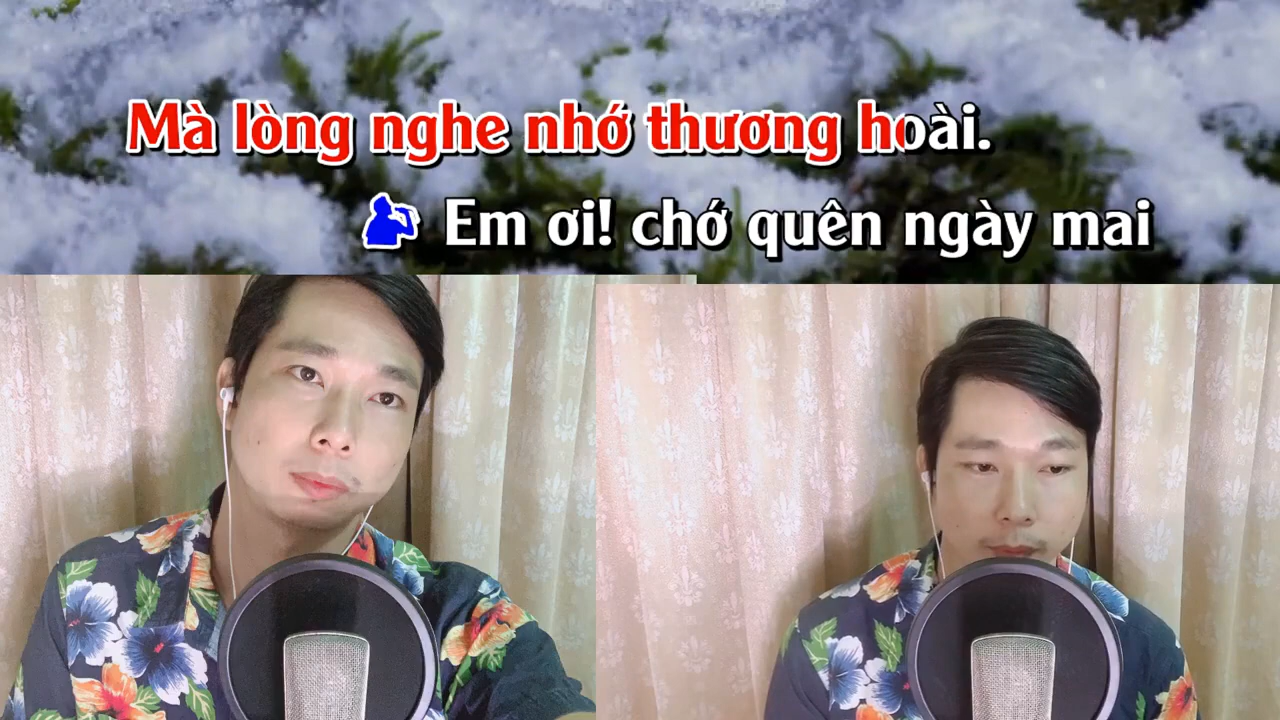 Mà lòng nghe nhớ thương hoài.
Em ơi! chớ quên ngày mai